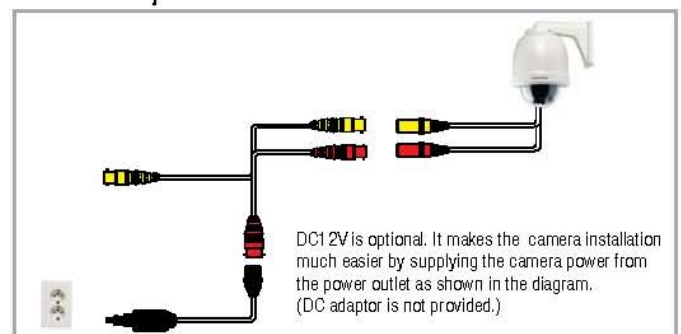 DC12V is optional. It makes the camera installation
much easier by supplying the camera power from
the power outlet as shown in the diagram.
(DC adaptor is not provided.)